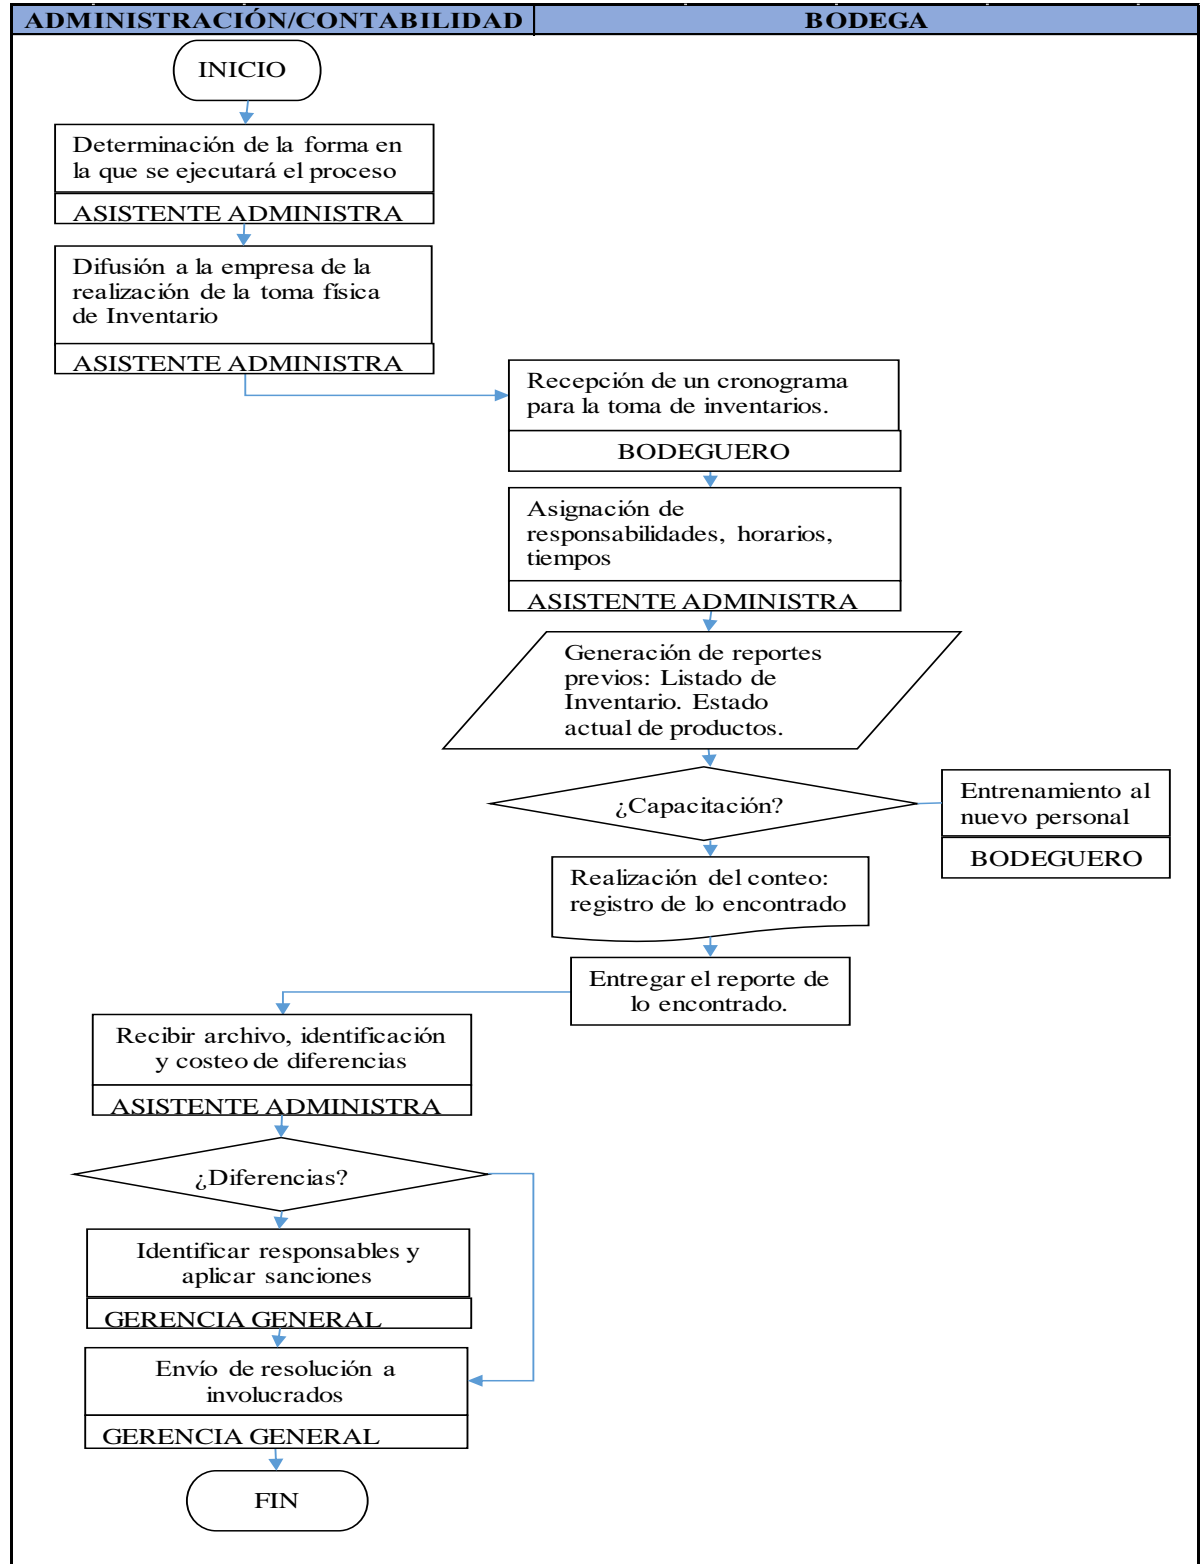 ADMINISTRACIÓN/CONTABILIDAD
BODEGA
INICIO
Determinación de la forma en
la que se ejecutará el proceso
ASISTENTE ADMINISTRA
Difusión a la empresa de la
realización de la toma física
de Inventario
ASISTENTE ADMINISTRA
Recepción de un cronograma
para la toma de inventarios.
BODEGUERO
Asignación de
responsabilidades, horarios,
tiempos
ASISTENTE ADMINISTRA
Generación de reportes
previos: Listado de
Inventario. Estado
actual de productos.
¿Capacitación?
Entrenamiento al
nuevo personal
BODEGUERO
Realización del conteo:
registro de lo encontrado
Entregar el reporte de
lo encontrado.
Recibir archivo, identificación
y costeo de diferencias
ASISTENTE ADMINISTRA
¿Diferencias?
Identificar responsables y
aplicar sanciones
GERENCIA GENERAL
Envío de resolución a
involucrados
GERENCIA GENERAL
FIN